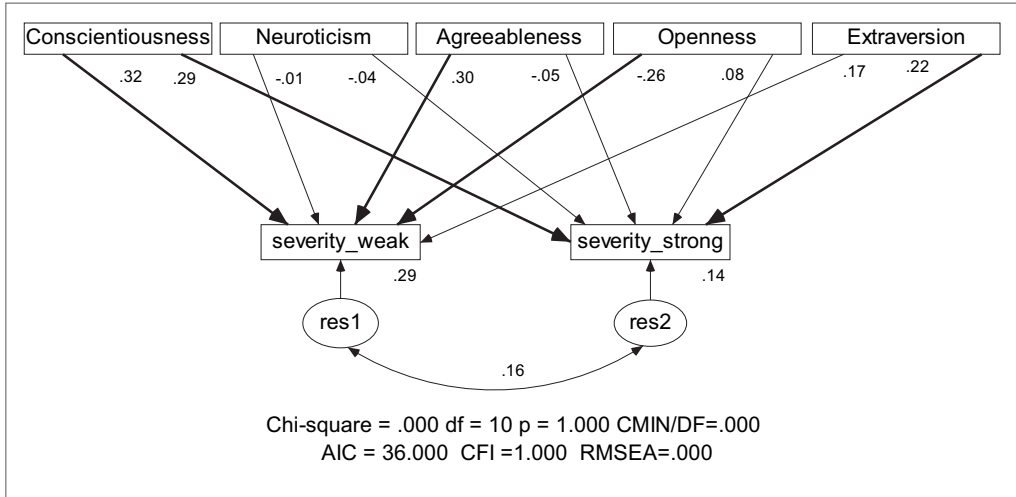 Conscientiousness Neuroticism Agreeableness Openness Extraversion
.32 .29 -.01 -.04 .30 -.05 -.26 .08 .17 .22
severity_weak severity_strong
.29 .14
res1 res2
.16
Chi-square = .000 df = 10 p = 1.000 CMIN/DF=.000
AIC = 36.000 CFI =1.000 RMSEA=.000